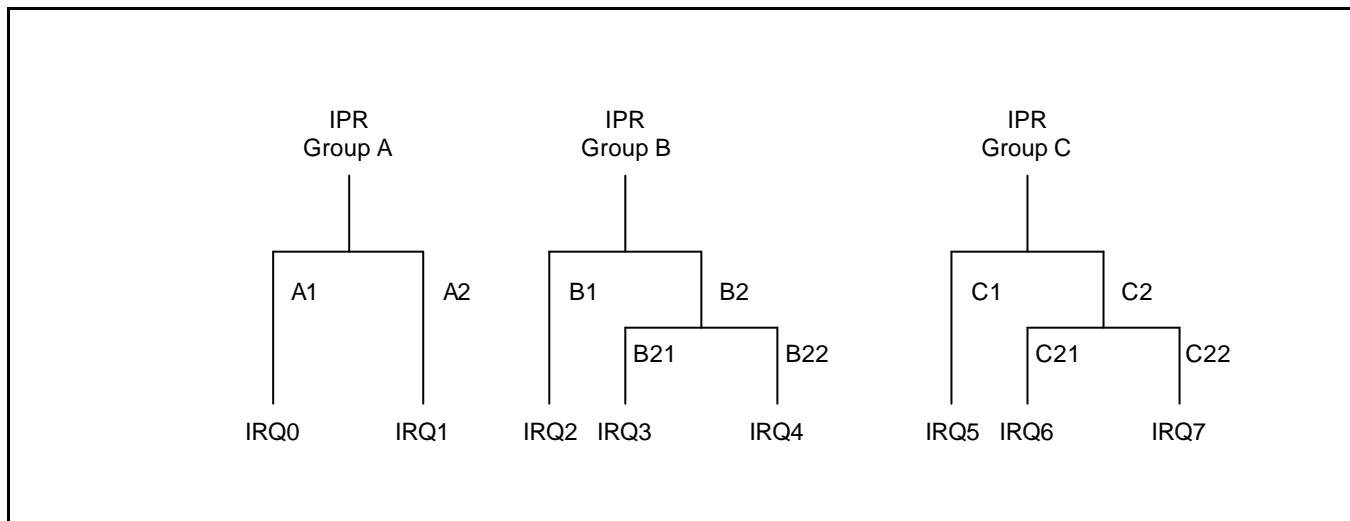 IPR
Group A
IPR
Group B
IPR
Group C
A1
A2
B1
B2
C1
C2
B21
B22
C21
C22
IRQ0
IRQ1
IRQ2
IRQ3
IRQ4
IRQ5
IRQ6
IRQ7